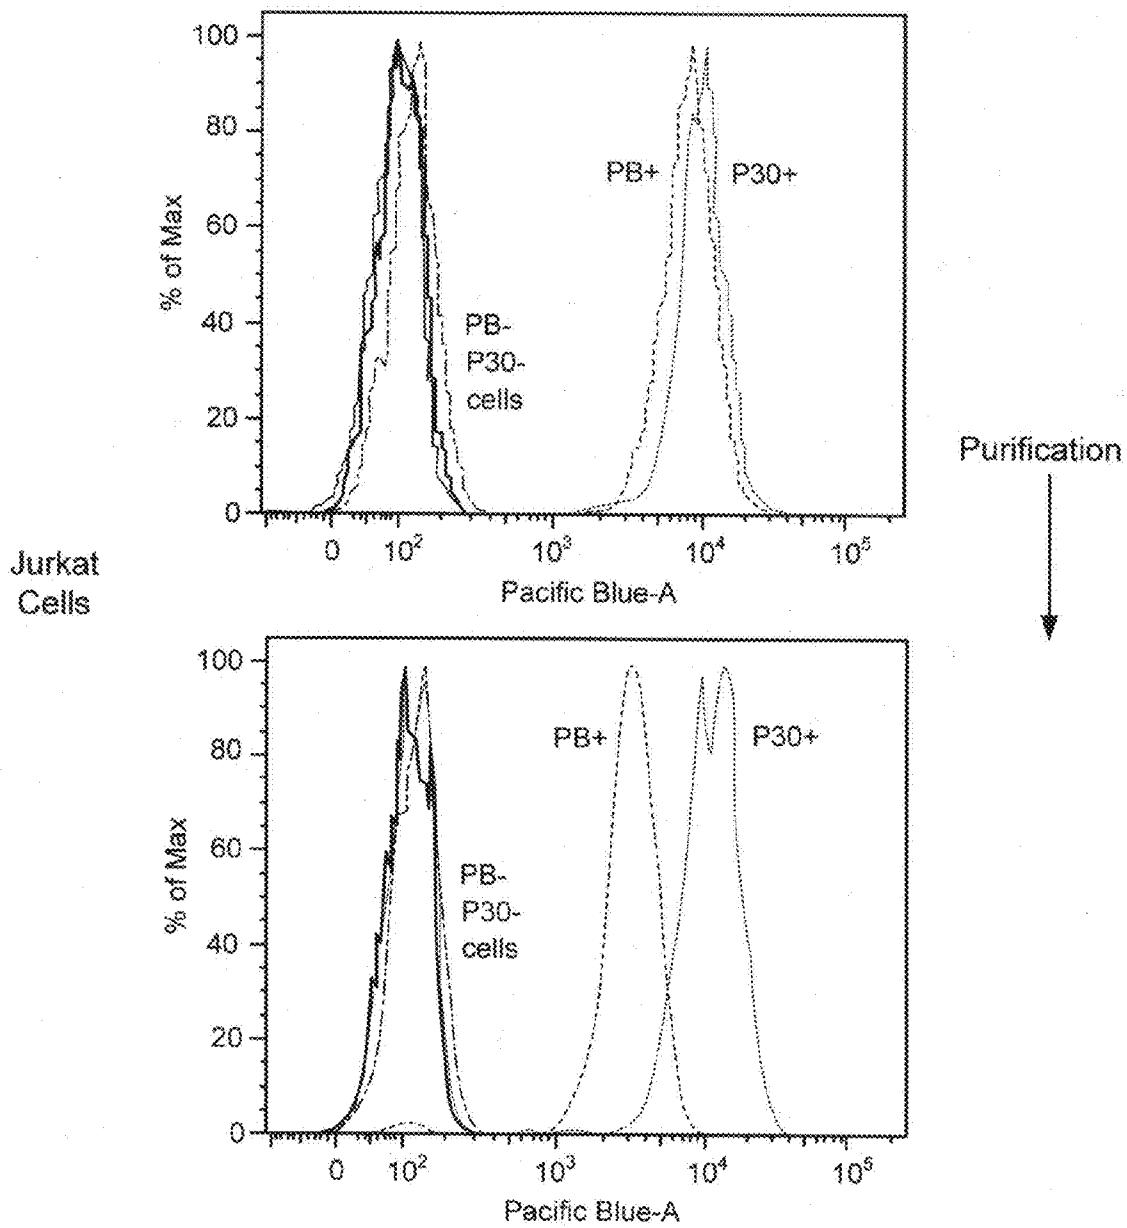 100
80
60
40
20
0
% of Max
PB+
P30+
PB-
P30-
cells
0 10² 10³ 10⁴ 10⁵
Pacific Blue-A
Purification
Jurkat
Cells
100
80
60
40
20
0
% of Max
PB+
P30+
PB-
P30-
cells
0 10² 10³ 10⁴ 10⁵
Pacific Blue-A